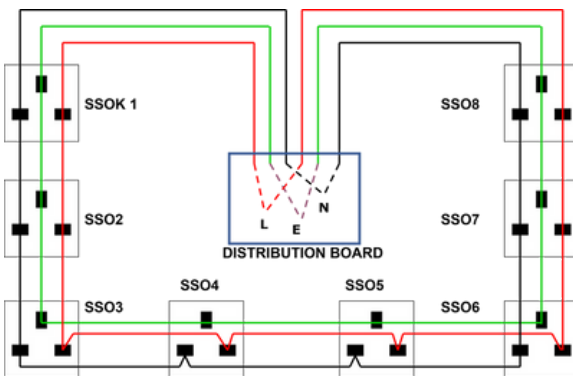 SSOK 1
SSO8
SSO2
SSO7
L
E
N
DISTRIBUTION BOARD
SSO3
SSO4
SSO5
SSO6